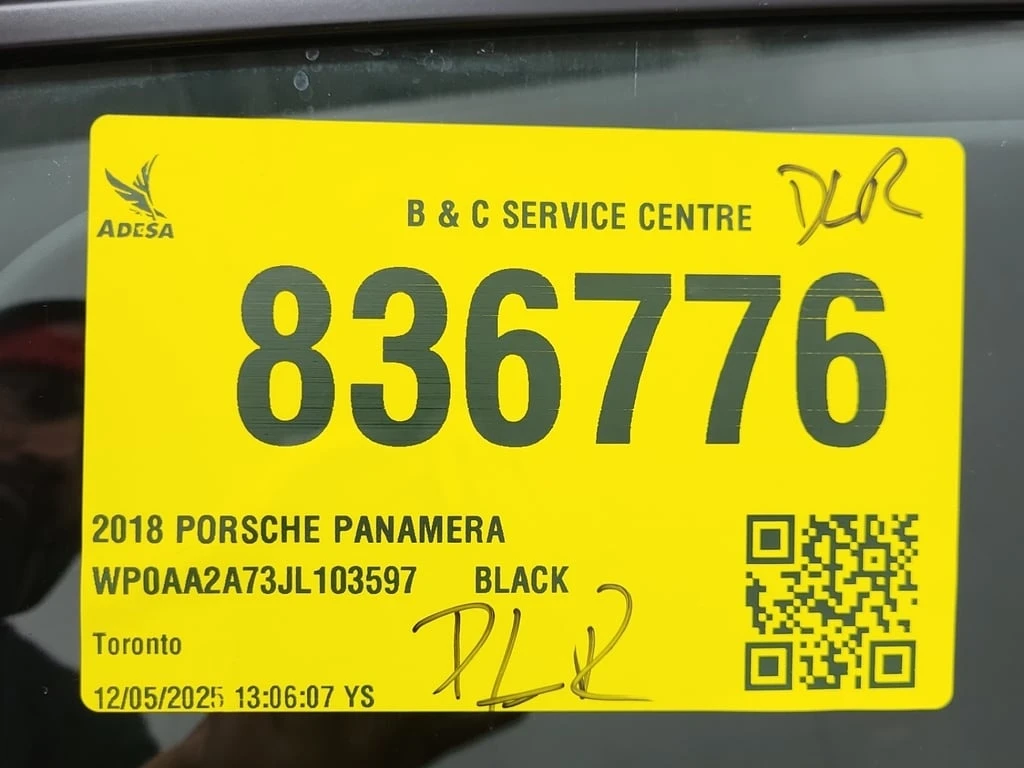 ADESA
B & C SERVICE CENTRE DLR
836776
2018 PORSCHE PANAMERA
WP0AA2A73JL103597 BLACK
Toronto
DLR
12/05/2025 13:06:07 YS